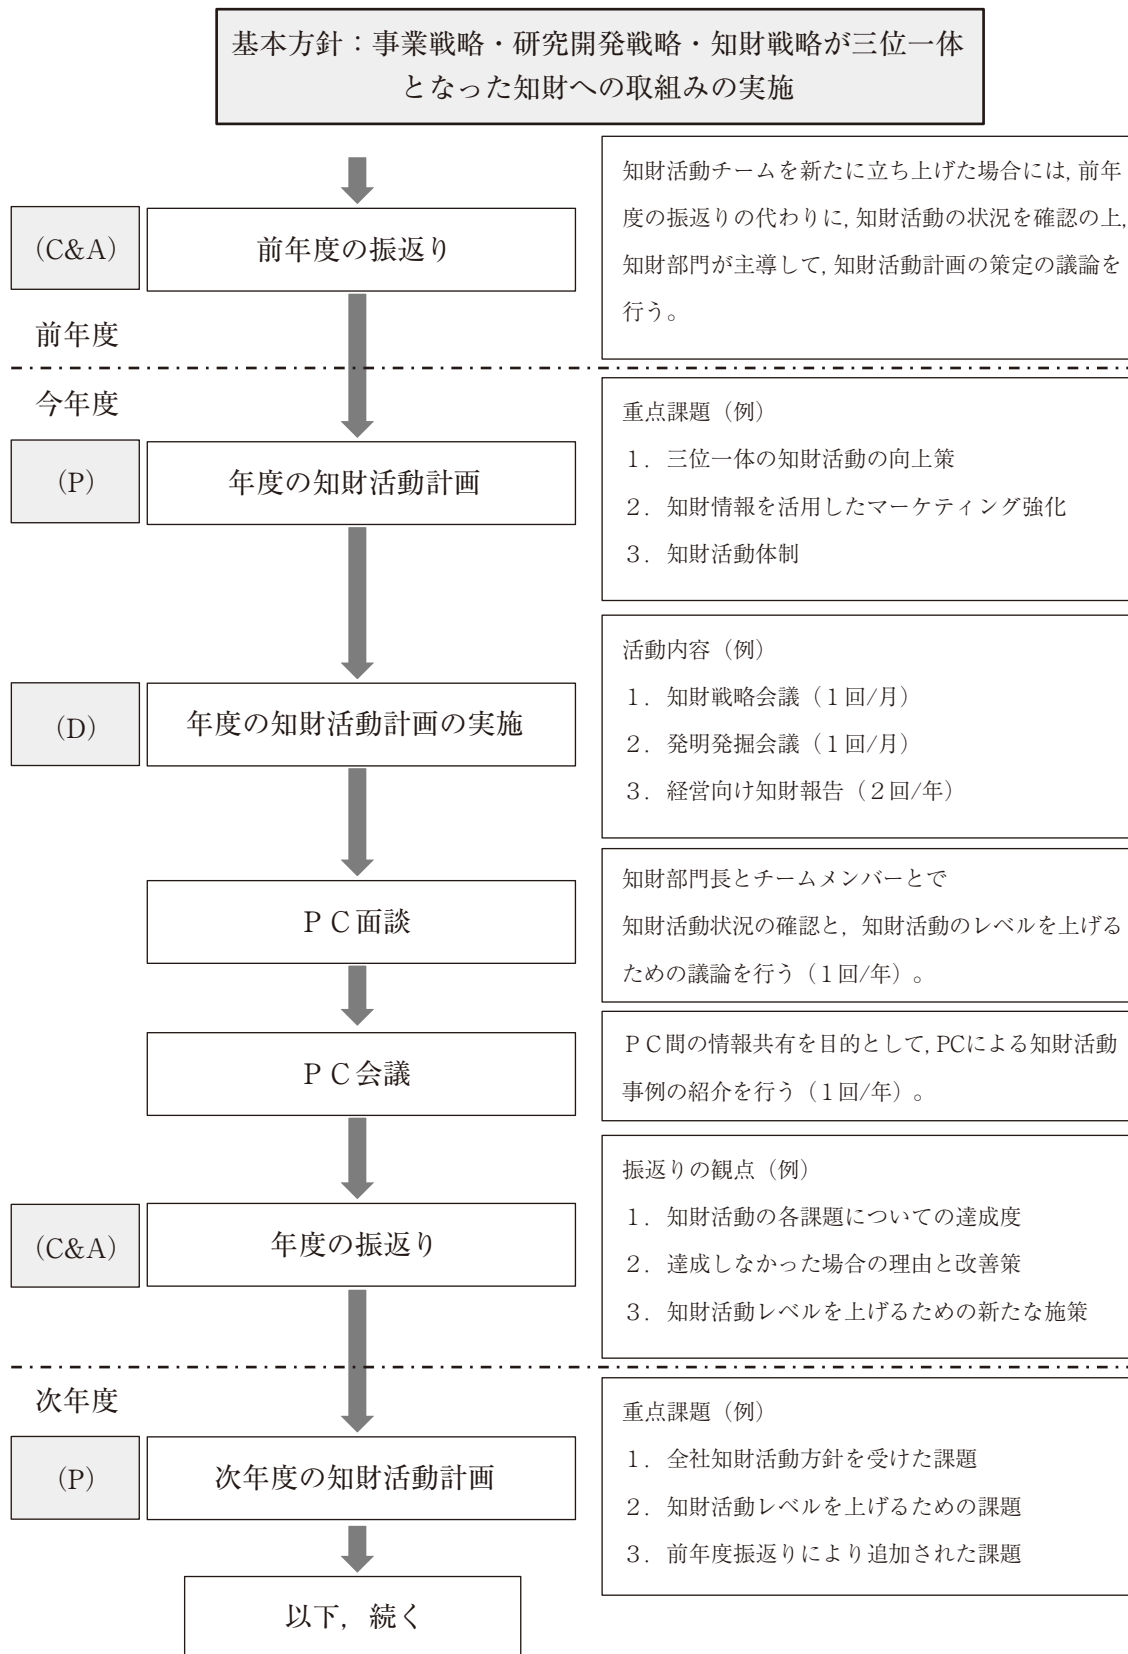 基本方針：事業戦略・研究開発戦略・知財戦略が三位一体
となった知財への取組みの実施
(C&A)
前年度の振返り
知財活動チームを新たに立ち上げた場合には, 前年
度の振返りの代わりに, 知財活動の状況を確認の上,
知財部門が主導して, 知財活動計画の策定の議論を
行う。
前年度
今年度
(P)
年度の知財活動計画
重点課題（例）
１．三位一体の知財活動の向上策
２．知財情報を活用したマーケティング強化
３．知財活動体制
(D)
年度の知財活動計画の実施
活動内容（例）
１．知財戦略会議（１回/月）
２．発明発掘会議（１回/月）
３．経営向け知財報告（２回/年）
ＰＣ面談
知財部門長とチームメンバーとで
知財活動状況の確認と，知財活動のレベルを上げる
ための議論を行う（１回/年）。
ＰＣ会議
ＰＣ間の情報共有を目的として, PCによる知財活動
事例の紹介を行う（１回/年）。
(C&A)
年度の振返り
振返りの観点（例）
１．知財活動の各課題についての達成度
２．達成しなかった場合の理由と改善策
３．知財活動レベルを上げるための新たな施策
次年度
(P)
次年度の知財活動計画
重点課題（例）
１．全社知財活動方針を受けた課題
２．知財活動レベルを上げるための課題
３．前年度振返りにより追加された課題
以下，続く